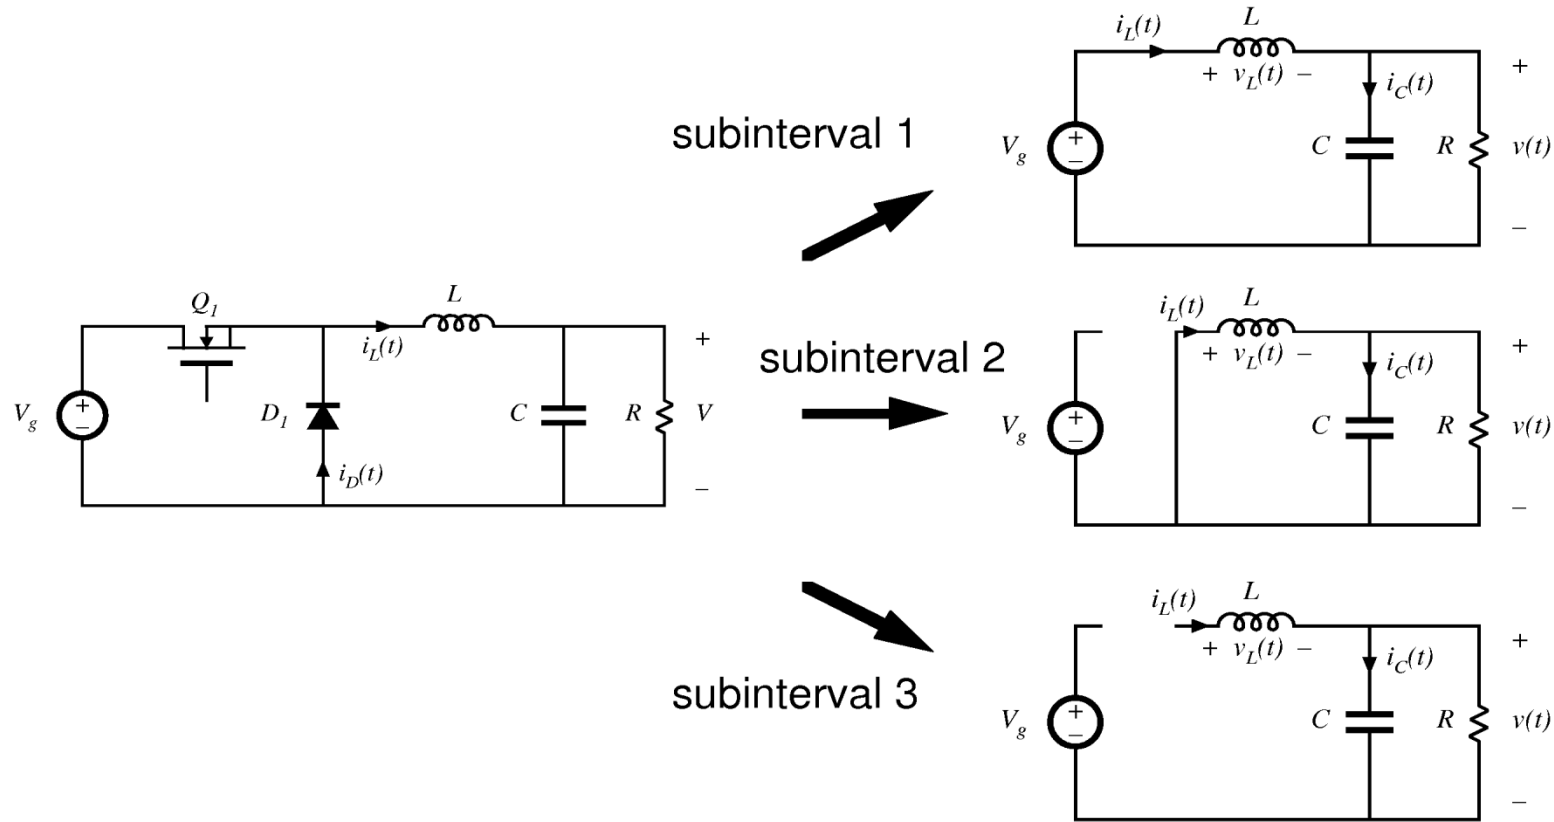 Q1
L
iL(t)
Vg
+
−
D1
iD(t)
C
R
+
V
−
subinterval 1
iL(t)
L
+ vL(t) −
iC(t)
Vg
+
−
C
R
+
v(t)
−
subinterval 2
iL(t)
L
+ vL(t) −
iC(t)
Vg
+
−
C
R
+
v(t)
−
subinterval 3
iL(t)
L
+ vL(t) −
iC(t)
Vg
+
−
C
R
+
v(t)
−